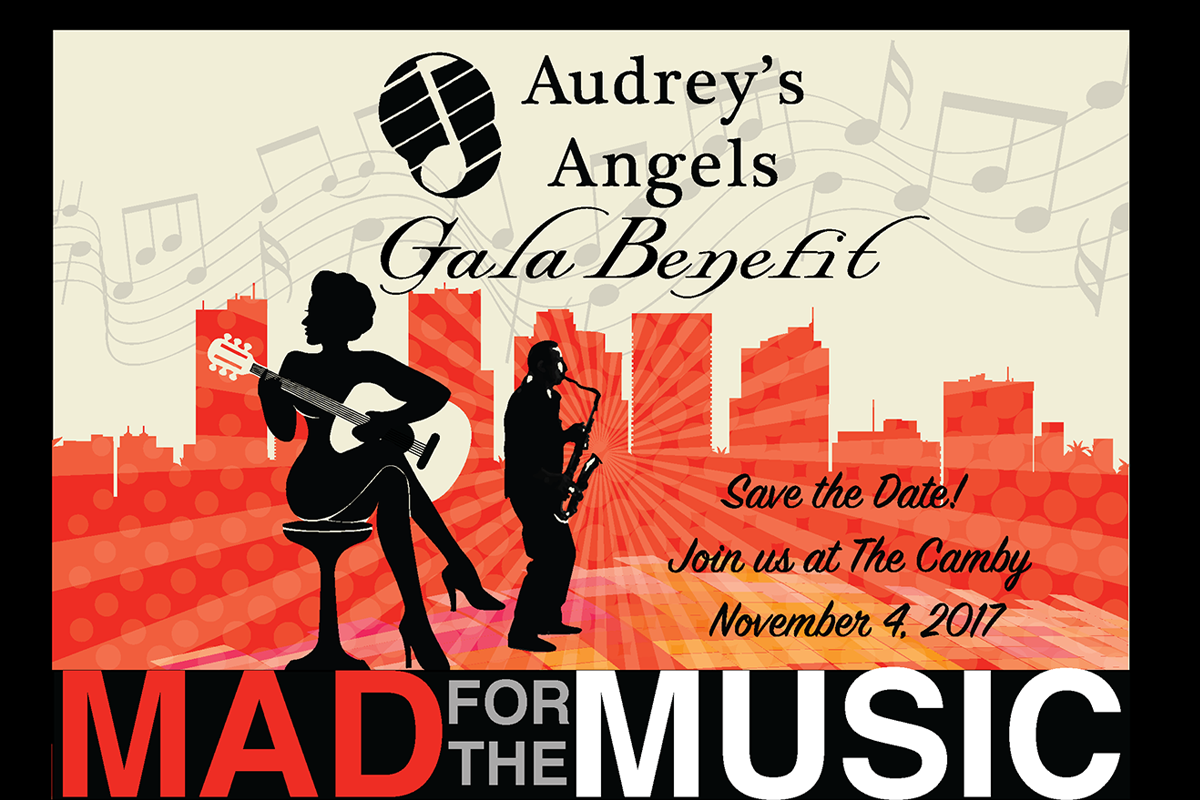 Audrey's
Angels
Gala Benefit
Save the Date!
Join us at The Camby
November 4, 2017
MAD FOR THE MUSIC